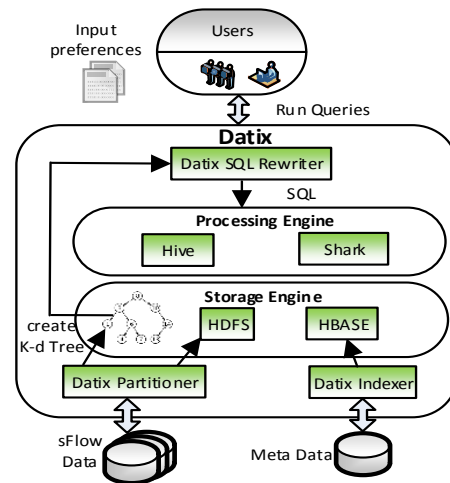 Input
preferences
Users
Run Queries
Datix
Datix SQL Rewriter
SQL
Processing Engine
Hive
Shark
Storage Engine
create
K-d Tree
HDFS
HBASE
Datix Partitioner
Datix Indexer
sFlow
Data
Meta Data